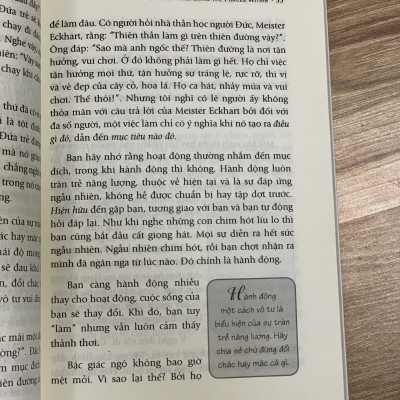 để làm đâu. Có người hỏi nhà thần học người Đức, Meister
Eckhart, rằng: "Thiên thần làm gì trên thiên đường vậy?".
Ông đáp: "Sao mà anh ngốc thế? Thiên đường là nơi tận
hưởng, vui chơi. Ở đó không phải làm gì hết. Họ chỉ việc
tận hưởng mọi thứ, tận hưởng sự tráng lệ, rực rỡ, thi vị
và vẻ đẹp của cây cỏ, hoa lá. Họ ca hát, nhảy múa và vui
chơi. Thế thôi!". Nhưng tôi nghĩ có lẽ người ấy không
thỏa mãn với câu trả lời của Meister Eckhart bởi đối với
đa số người, một việc làm chỉ có ý nghĩa khi nó tạo ra điều
gì đó, dẫn đến mục tiêu nào đó.
Bạn hãy nhớ rằng hoạt động thường nhắm đến mục
đích, trong khi hành động thì không. Hành động luôn
tràn trề năng lượng, thuộc về hiện tại và là sự đáp ứng
ngẫu nhiên, không hề được chuẩn bị hay tập dợt trước.
Hiện hữu đến gặp bạn, tương giao với bạn và bạn tự động
hồi đáp lại. Như khi nghe những con chim hót líu lo thì
bạn cũng bắt đầu cất giọng hát. Mọi sự diễn ra hết sức
ngẫu nhiên. Ngẫu nhiên chim hót, rồi bạn chợt nhận ra
mình đã ngân nga từ lúc nào. Đó chính là hành động.
Bạn càng hành động nhiều
thay cho hoạt động, cuộc sống của
bạn sẽ thay đổi. Khi đó, bạn tuy
"làm" nhưng vẫn luôn cảm thấy
thảnh thơi.
Bậc giác ngộ không bao giờ
mệt mỏi. Vì sao lại thế? Bởi họ
Hành động
một cách vô tư là
biểu hiện của sự tràn
trề năng lượng. Hãy
chia sẻ chứ đừng đổi
chác hay mặc cả gì.